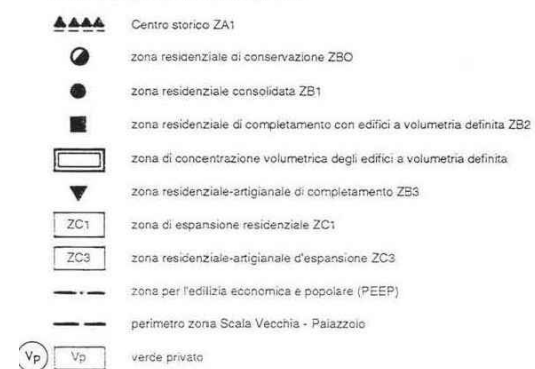 Centro storico ZA1
zona residenziale di conservazione ZBO
zona residenziale consolidata ZB1
zona residenziale di completamento con edifici a volumetria definita ZB2
zona di concentrazione volumetrica degli edifici a volumetria definita
zona residenziale-artigianale di completamento ZB3
ZC1 zona di espansione residenziale ZC1
ZC3 zona residenziale-artigianale d'espansione ZC3
zona per l'edilizia economica e popolare (PEEP)
perimetro zona Scala Vecchia - Palazzolo
Vp Vp verde privato